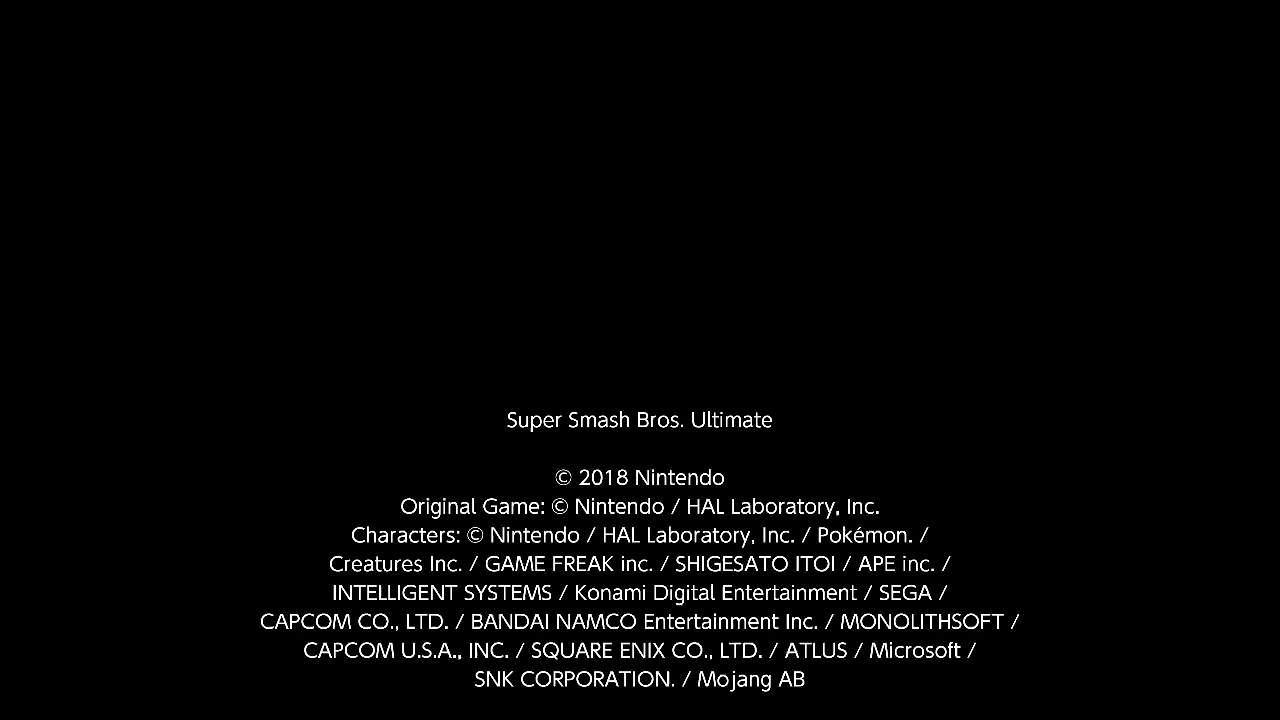 Super Smash Bros. Ultimate
© 2018 Nintendo
Original Game: © Nintendo / HAL Laboratory, Inc.
Characters: © Nintendo / HAL Laboratory, Inc. / Pokémon. /
Creatures Inc. / GAME FREAK inc. / SHIGESATO ITOI / APE inc. /
INTELLIGENT SYSTEMS / Konami Digital Entertainment / SEGA /
CAPCOM CO., LTD. / BANDAI NAMCO Entertainment Inc. / MONOLITHSOFT /
CAPCOM U.S.A., INC. / SQUARE ENIX CO., LTD. / ATLUS / Microsoft /
SNK CORPORATION. / Mojang AB